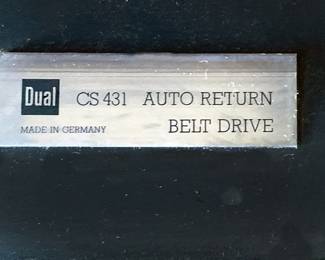 Dual CS 431 AUTO RETURN
MADE IN GERMANY BELT DRIVE